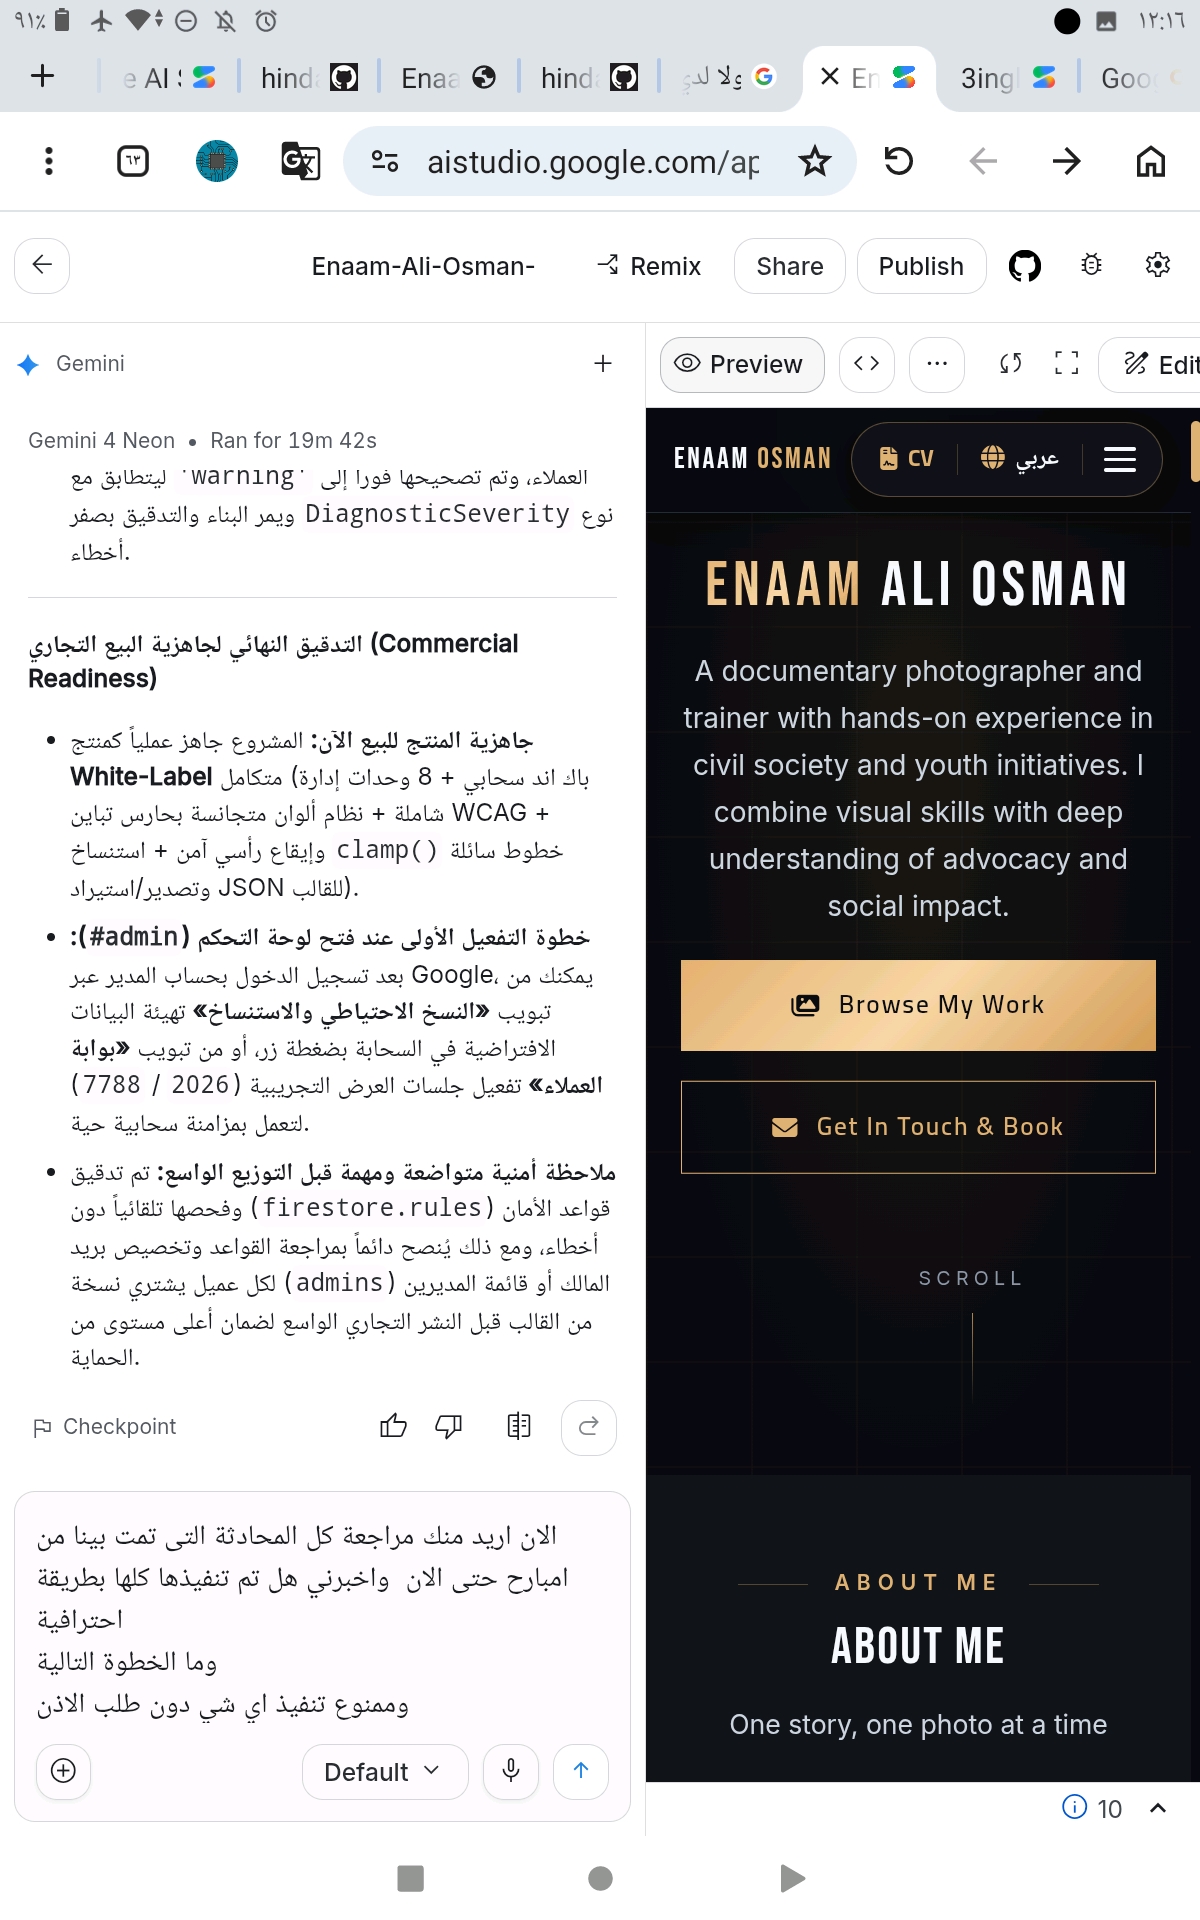 ٩١٪
١٢:١٦
e AI
hind
Enaa
hind
ولا لدي
En
3ing
Goo
٦٣
aistudio.google.com/ap
Enaam-Ali-Osman-
Remix
Share
Publish
Gemini
Gemini 4 Neon • Ran for 19m 42s
العملاء، وتم تصحيحها فورا إلى 'warning' ليتطابق مع
نوع DiagnosticSeverity ويمر البناء والتدقيق بصفر
أخطاء.
التدقيق النهائي لجاهزية البيع التجاري (Commercial
Readiness)
جاهزية المنتج للبيع الآن: المشروع جاهز عملياً كمنتج
White-Label متكامل (باك اند سحابي + 8 وحدات إدارة
شاملة + نظام ألوان متجانسة بحارس تباين WCAG +
خطوط سائلة clamp() وإيقاع رأسي آمن + استنساخ
وتصدير/استيراد JSON للقالب).
خطوة التفعيل الأولى عند فتح لوحة التحكم (#admin):
بعد تسجيل الدخول بحساب المدير عبر Google، يمكنك من
تبويب «النسخ الاحتياطي والاستنساخ» تهيئة البيانات
الافتراضية في السحابة بضغطة زر، أو من تبويب «بوابة
العملاء» تفعيل جلسات العرض التجريبية (2026 / 7788)
لتعمل بمزامنة سحابية حية.
ملاحظة أمنية متواضعة ومهمة قبل التوزيع الواسع: تم تدقيق
قواعد الأمان (firestore.rules) وفحصها تلقائياً دون
أخطاء، ومع ذلك يُنصح دائماً بمراجعة القواعد وتخصيص بريد
المالك أو قائمة المديرين (admins) لكل عميل يشتري نسخة
من القالب قبل النشر التجاري الواسع لضمان أعلى مستوى من
الحماية.
Checkpoint
الان اريد منك مراجعة كل المحادثة التى تمت بينا من
امبارح حتى الان واخبرني هل تم تنفيذها كلها بطريقة
احترافية
وما الخطوة التالية
وممنوع تنفيذ اي شي دون طلب الاذن
Default
Preview
Edit
ENAAM OSMAN
CV
عربي
ENAAM ALI OSMAN
A documentary photographer and
trainer with hands-on experience in
civil society and youth initiatives. I
combine visual skills with deep
understanding of advocacy and
social impact.
Browse My Work
Get In Touch & Book
SCROLL
ABOUT ME
ABOUT ME
One story, one photo at a time
10